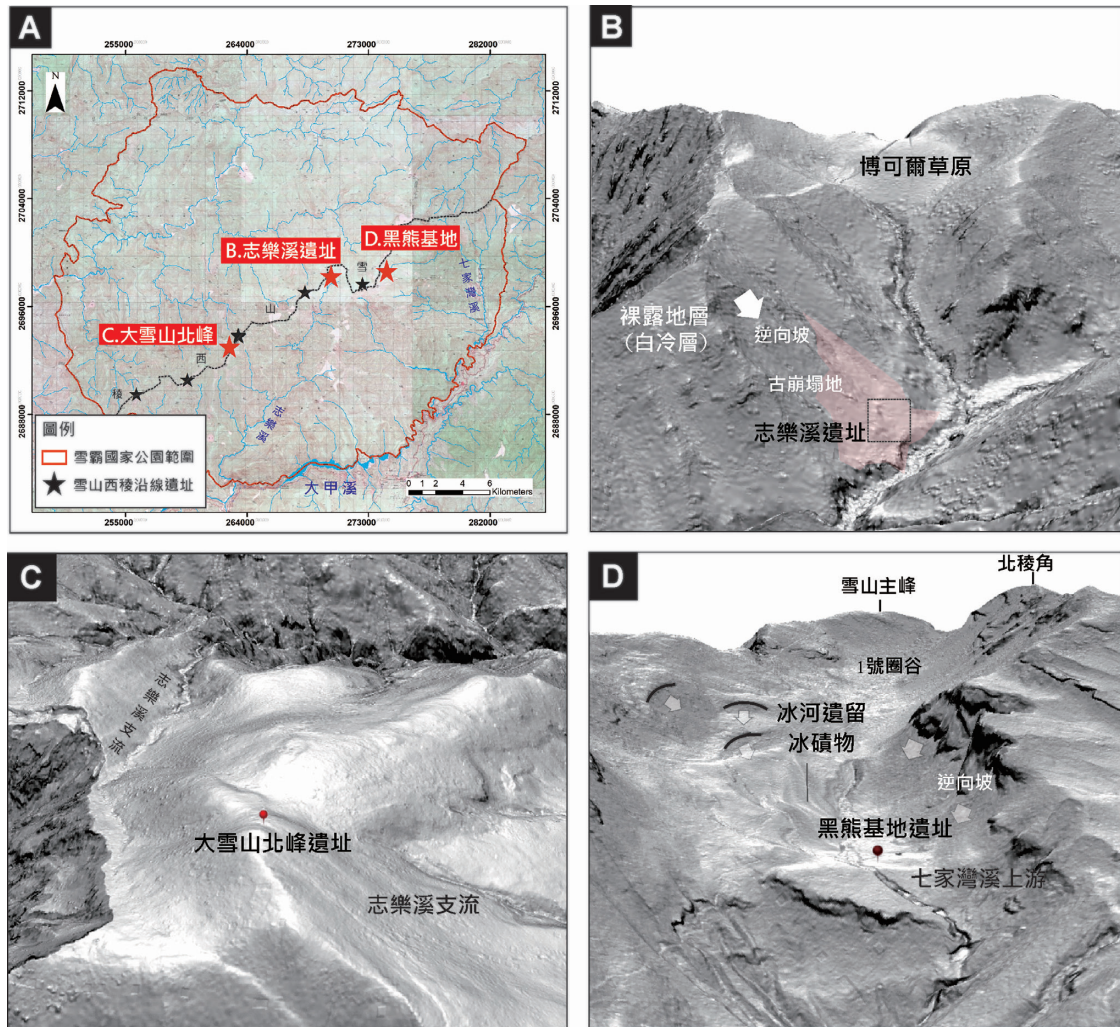 A
255000
264000
273000
282000
N
2712000
2704000
2696000
2688000
B.志樂溪遺址
D.黑熊基地
C.大雪山北峰
雪
山
西
稜
七家灣溪
志樂溪
大甲溪
圖例
雪霸國家公園範圍
雪山西稜沿線遺址
0 1 2 4 6
Kilometers
255000
264000
273000
282000
B
博可爾草原
裸露地層
（白冷層）
逆向坡
古崩塌地
志樂溪遺址
C
志樂溪支流
大雪山北峰遺址
志樂溪支流
D
北稜角
雪山主峰
1號圈谷
冰河遺留
冰磧物
逆向坡
黑熊基地遺址
七家灣溪上游